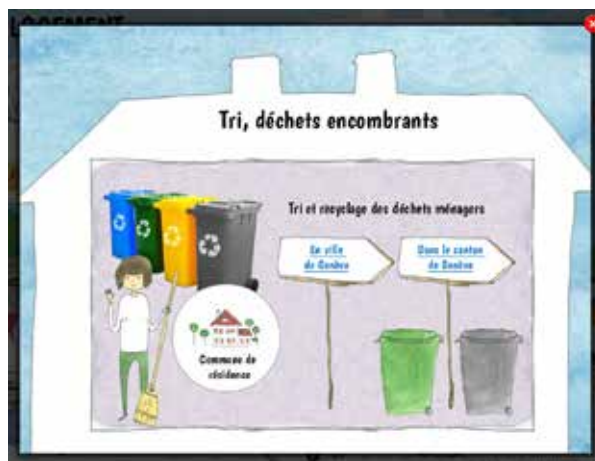 LOGEMENT
Tri, déchets encombrants
Tri et recyclage des déchets ménagers
En ville
de Genève
Dans le canton
de Genève
Commune de
résidence